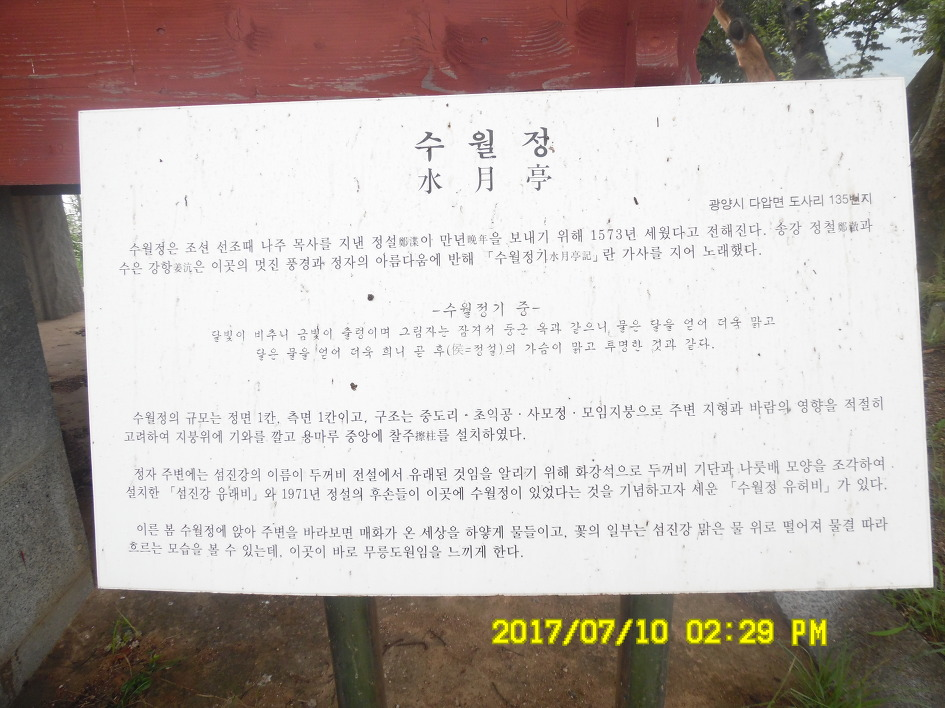 수월정
水月亭
광양시 다압면 도사리 135번지
수월정은 조선 선조때 나주 목사를 지낸 정설鄭渫이 만년晩年을 보내기 위해 1573년 세웠다고 전해진다. 송강 정철鄭澈과
수은 강항姜沆은 이곳의 멋진 풍경과 정자의 아름다움에 반해 「수월정기水月亭記」란 가사를 지어 노래했다.
-수월정기 중-
달빛이 비추니 금빛이 출렁이며 그림자는 잠겨서 둥근 옥과 같으니 물은 달을 얻어 더욱 맑고
달은 물을 얻어 더욱 희니 곧 후(侯=정설)의 가슴이 맑고 투명한 것과 같다.
수월정의 규모는 정면 1칸, 측면 1칸이고, 구조는 중도리·초익공·사모정·모임지붕으로 주변 지형과 바람의 영향을 적절히
고려하여 지붕위에 기와를 깔고 용마루 중앙에 찰주擦柱를 설치하였다.
정자 주변에는 섬진강의 이름이 두꺼비 전설에서 유래된 것임을 알리기 위해 화강석으로 두꺼비 기단과 나룻배 모양을 조각하여
설치한 「섬진강 유래비」와 1971년 정설의 후손들이 이곳에 수월정이 있었다는 것을 기념하고자 세운 「수월정 유허비」가 있다.
이른 봄 수월정에 앉아 주변을 바라보면 매화가 온 세상을 하얗게 물들이고, 꽃의 일부는 섬진강 맑은 물 위로 떨어져 물결 따라
흐르는 모습을 볼 수 있는데, 이곳이 바로 무릉도원임을 느끼게 한다.
2017/07/10 02:29 PM